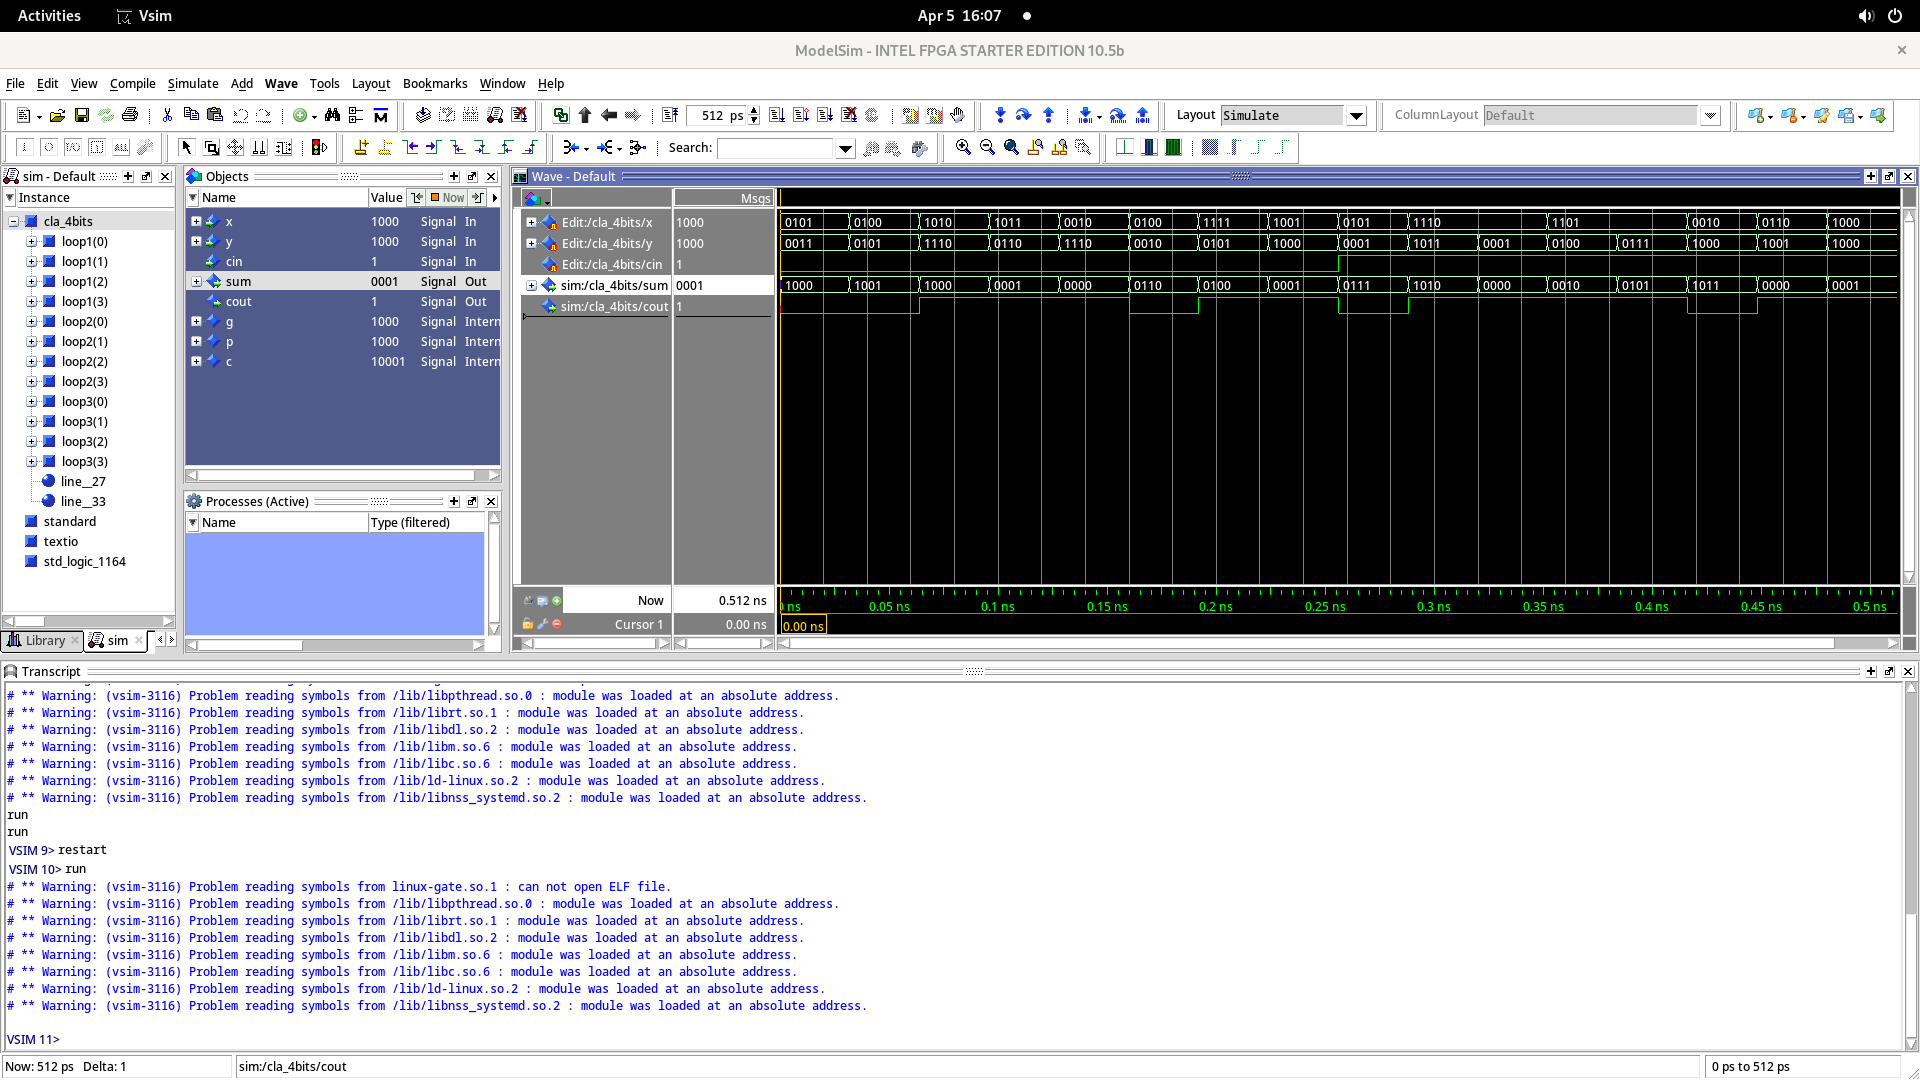 Activities Vsim Apr 5 16:07
ModelSim - INTEL FPGA STARTER EDITION 10.5b
File Edit View Compile Simulate Add Wave Tools Layout Bookmarks Window Help
512 ps Layout Simulate ColumnLayout Default
Search:
sim - Default
Instance
cla_4bits
loop1(0)
loop1(1)
loop1(2)
loop1(3)
loop2(0)
loop2(1)
loop2(2)
loop2(3)
loop3(0)
loop3(1)
loop3(2)
loop3(3)
line__27
line__33
standard
textio
std_logic_1164
Library sim
Objects
Name Value Now
x 1000 Signal In
y 1000 Signal In
cin 1 Signal In
sum 0001 Signal Out
cout 1 Signal Out
g 1000 Signal Intern
p 1000 Signal Intern
c 10001 Signal Intern
Processes (Active)
Name Type (filtered)
Wave - Default
Msgs
Edit:/cla_4bits/x 1000 0101 0100 1010 1011 0010 0100 1111 1001 0101 1110 1101 0010 0110 1000
Edit:/cla_4bits/y 1000 0011 0101 1110 0110 1110 0010 0101 1000 0001 1011 0001 0100 0111 1000 1001 1000
Edit:/cla_4bits/cin 1
sim:/cla_4bits/sum 0001 1000 1001 1000 0001 0000 0110 0100 0001 0111 1010 0000 0010 0101 1011 0000 0001
sim:/cla_4bits/cout 1
Now 0.512 ns ns 0.05 ns 0.1 ns 0.15 ns 0.2 ns 0.25 ns 0.3 ns 0.35 ns 0.4 ns 0.45 ns 0.5 ns
Cursor 1 0.00 ns 0.00 ns
Transcript
# ** Warning: (vsim-3116) Problem reading symbols from /lib/libpthread.so.0 : module was loaded at an absolute address.
# ** Warning: (vsim-3116) Problem reading symbols from /lib/librt.so.1 : module was loaded at an absolute address.
# ** Warning: (vsim-3116) Problem reading symbols from /lib/libdl.so.2 : module was loaded at an absolute address.
# ** Warning: (vsim-3116) Problem reading symbols from /lib/libm.so.6 : module was loaded at an absolute address.
# ** Warning: (vsim-3116) Problem reading symbols from /lib/libc.so.6 : module was loaded at an absolute address.
# ** Warning: (vsim-3116) Problem reading symbols from /lib/ld-linux.so.2 : module was loaded at an absolute address.
# ** Warning: (vsim-3116) Problem reading symbols from /lib/libnss_systemd.so.2 : module was loaded at an absolute address.
run
run
VSIM 9> restart
VSIM 10> run
# ** Warning: (vsim-3116) Problem reading symbols from linux-gate.so.1 : can not open ELF file.
# ** Warning: (vsim-3116) Problem reading symbols from /lib/libpthread.so.0 : module was loaded at an absolute address.
# ** Warning: (vsim-3116) Problem reading symbols from /lib/librt.so.1 : module was loaded at an absolute address.
# ** Warning: (vsim-3116) Problem reading symbols from /lib/libdl.so.2 : module was loaded at an absolute address.
# ** Warning: (vsim-3116) Problem reading symbols from /lib/libm.so.6 : module was loaded at an absolute address.
# ** Warning: (vsim-3116) Problem reading symbols from /lib/libc.so.6 : module was loaded at an absolute address.
# ** Warning: (vsim-3116) Problem reading symbols from /lib/ld-linux.so.2 : module was loaded at an absolute address.
# ** Warning: (vsim-3116) Problem reading symbols from /lib/libnss_systemd.so.2 : module was loaded at an absolute address.
VSIM 11>
Now: 512 ps Delta: 1 sim:/cla_4bits/cout 0 ps to 512 ps